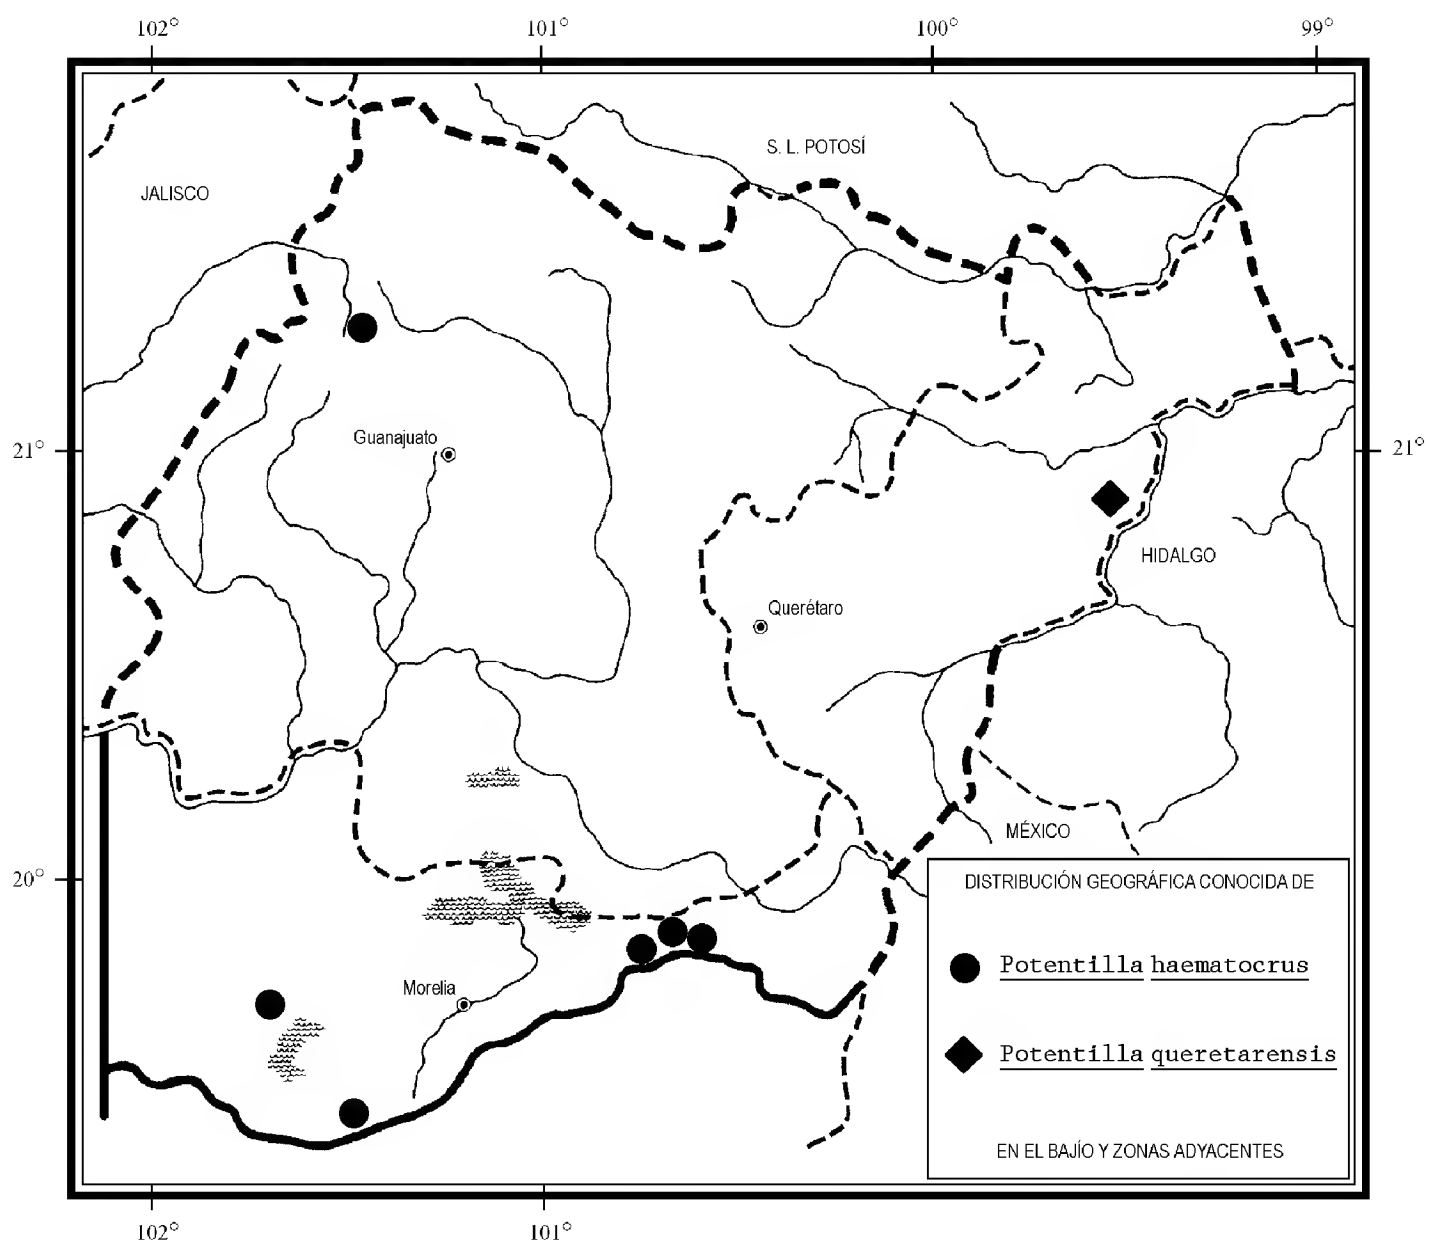 102° 101° 100° 99°
S. L. POTOSÍ
JALISCO
Guanajuato
21° 21°
HIDALGO
Querétaro
MÉXICO
20°
DISTRIBUCIÓN GEOGRÁFICA CONOCIDA DE
Potentilla haematocrus
Morelia
Potentilla queretarensis
EN EL BAJÍO Y ZONAS ADYACENTES
102° 101°